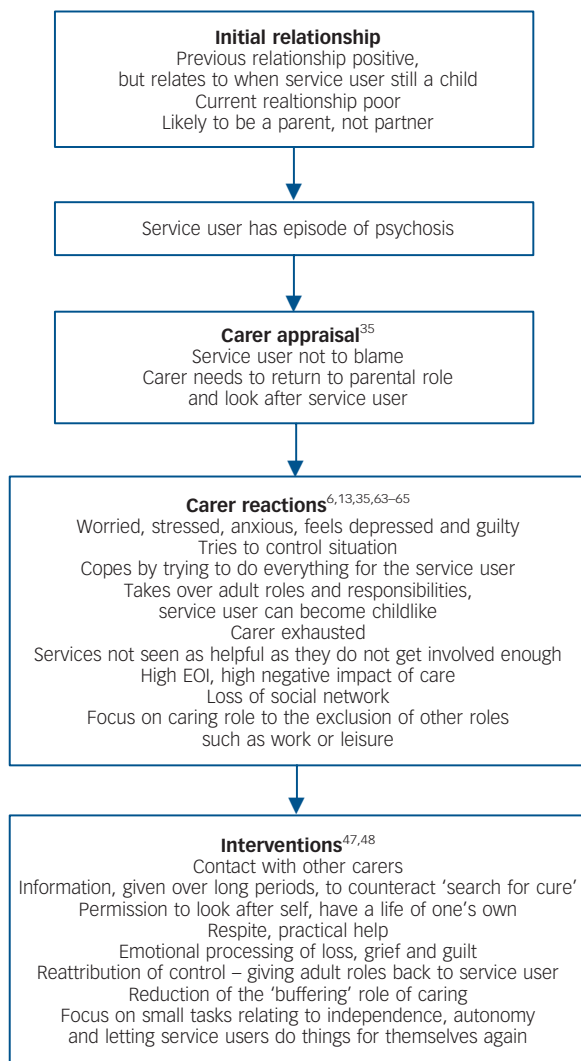 Initial relationship
Previous relationship positive,
but relates to when service user still a child
Current realtionship poor
Likely to be a parent, not partner
Service user has episode of psychosis
Carer appraisal35
Service user not to blame
Carer needs to return to parental role
and look after service user
Carer reactions6,13,35,63–65
Worried, stressed, anxious, feels depressed and guilty
Tries to control situation
Copes by trying to do everything for the service user
Takes over adult roles and responsibilities,
service user can become childlike
Carer exhausted
Services not seen as helpful as they do not get involved enough
High EOI, high negative impact of care
Loss of social network
Focus on caring role to the exclusion of other roles
such as work or leisure
Interventions47,48
Contact with other carers
Information, given over long periods, to counteract ‘search for cure’
Permission to look after self, have a life of one’s own
Respite, practical help
Emotional processing of loss, grief and guilt
Reattribution of control – giving adult roles back to service user
Reduction of the ‘buffering’ role of caring
Focus on small tasks relating to independence, autonomy
and letting service users do things for themselves again